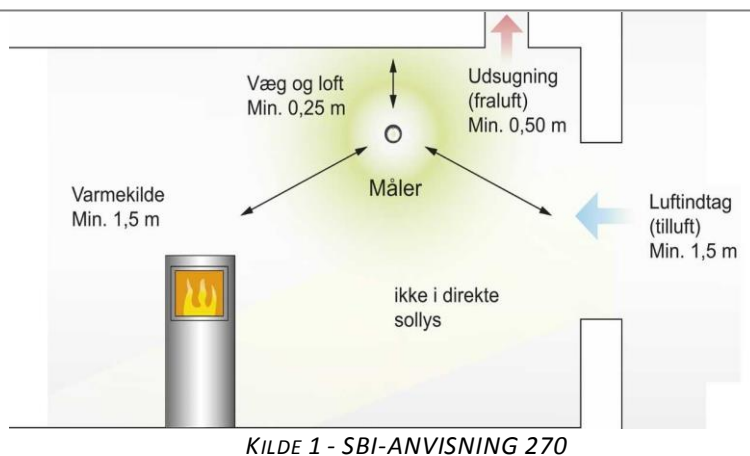 Væg og loft
Min. 0,25 m
Udsugning
(fraluft)
Min. 0,50 m
Måler
Varmekilde
Min. 1,5 m
Luftindtag
(tilluft)
Min. 1,5 m
ikke i direkte
sollys
KILDE 1 - SBI-ANVISNING 270